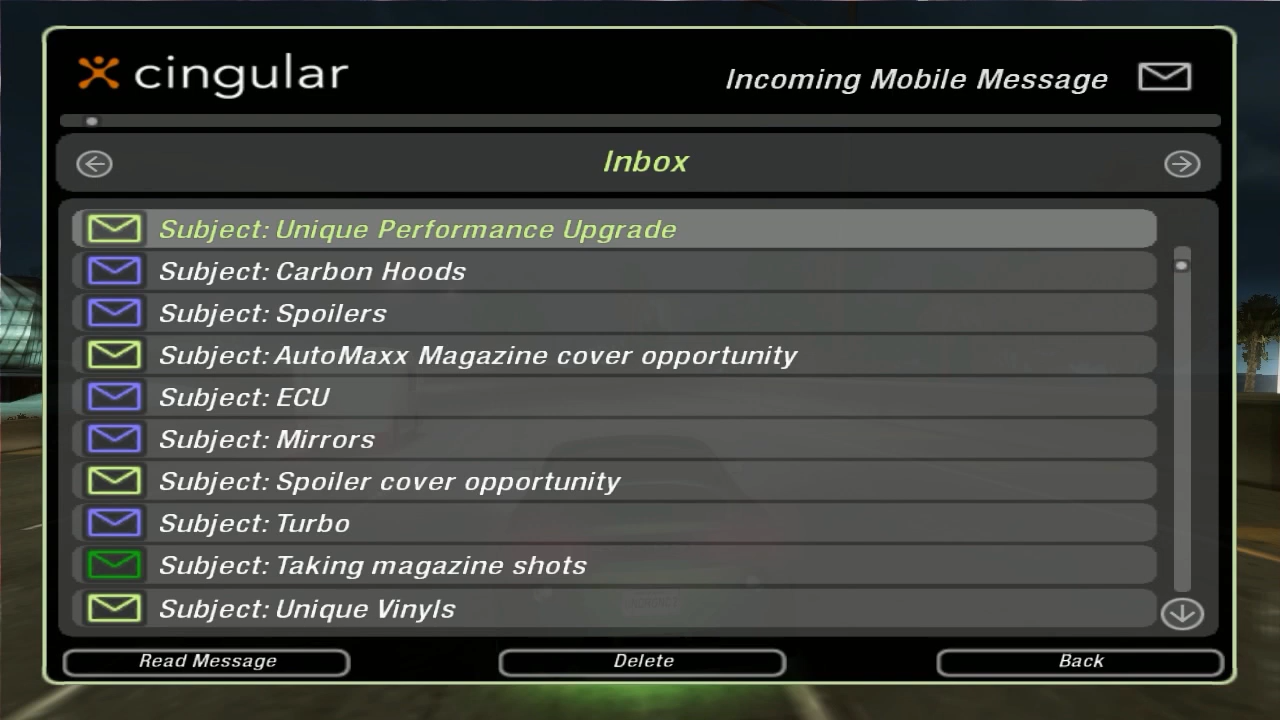 cingular
Incoming Mobile Message
Inbox
Subject: Unique Performance Upgrade
Subject: Carbon Hoods
Subject: Spoilers
Subject: AutoMaxx Magazine cover opportunity
Subject: ECU
Subject: Mirrors
Subject: Spoiler cover opportunity
Subject: Turbo
Subject: Taking magazine shots
Subject: Unique Vinyls
Read Message
Delete
Back